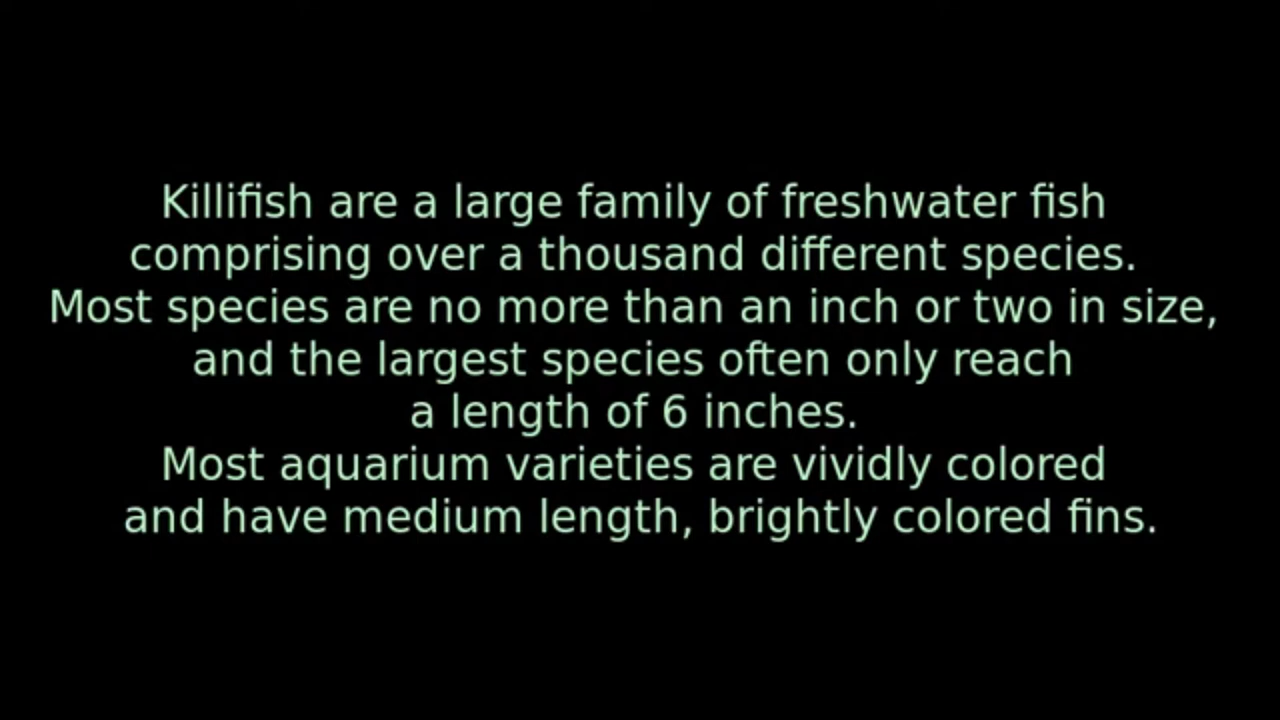 Killifish are a large family of freshwater fish
comprising over a thousand different species.
Most species are no more than an inch or two in size,
and the largest species often only reach
a length of 6 inches.
Most aquarium varieties are vividly colored
and have medium length, brightly colored fins.